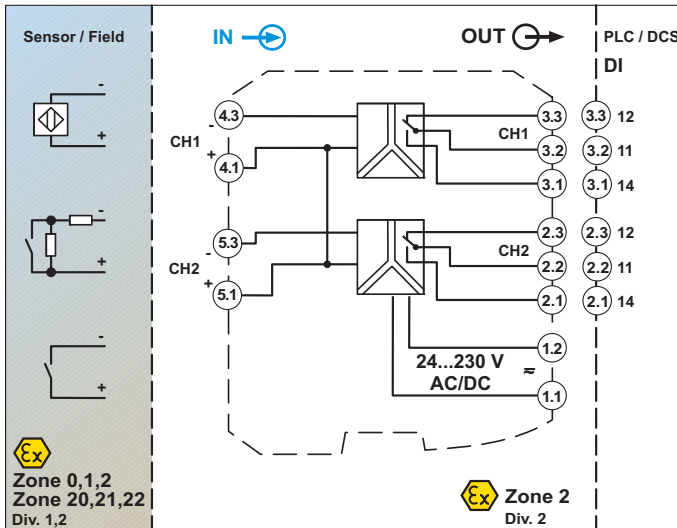 Sensor / Field
IN
OUT
PLC / DCS
DI
-
+
-
+
-
+
4.3
-
CH1
+
4.1
5.3
-
CH2
+
5.1
3.3
CH1
3.2
3.1
2.3
CH2
2.2
2.1
1.2
24...230 V
AC/DC
≂
1.1
3.3 12
3.2 11
3.1 14
2.3 12
2.2 11
2.1 14
Ex
Zone 0,1,2
Zone 20,21,22
Div. 1,2
Ex
Zone 2
Div. 2